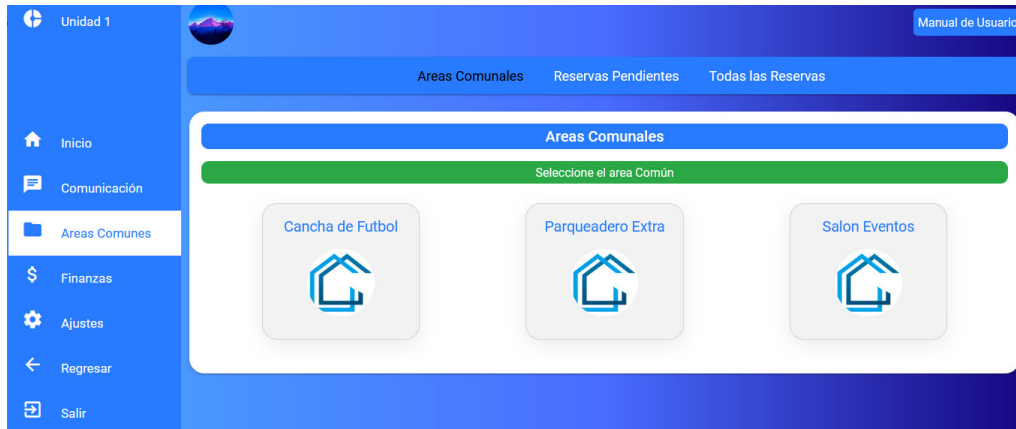 Unidad 1
Manual de Usuario
Areas Comunales
Reservas Pendientes
Todas las Reservas
Inicio
Comunicación
Areas Comunes
Finanzas
Ajustes
Regresar
Salir
Areas Comunales
Seleccione el area Común
Cancha de Futbol
Parqueadero Extra
Salon Eventos